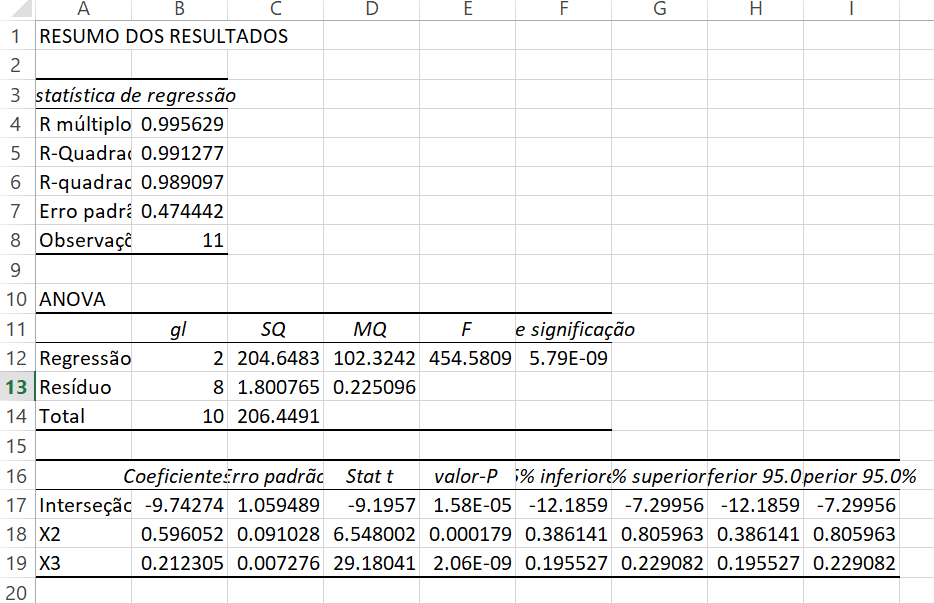 A B C D E F G H I
1 RESUMO DOS RESULTADOS
2
3 statística de regressão
4 R múltiplo 0.995629
5 R-Quadrad 0.991277
6 R-quadrad 0.989097
7 Erro padrã 0.474442
8 Observaçõ 11
9
10 ANOVA
11 gl SQ MQ F e significação
12 Regressão 2 204.6483 102.3242 454.5809 5.79E-09
13 Resíduo 8 1.800765 0.225096
14 Total 10 206.4491
15
16 Coeficientes Erro padrão Stat t valor-P 5% inferiore % superior ferior 95.0 perior 95.0%
17 Interseção -9.74274 1.059489 -9.1957 1.58E-05 -12.1859 -7.29956 -12.1859 -7.29956
18 X2 0.596052 0.091028 6.548002 0.000179 0.386141 0.805963 0.386141 0.805963
19 X3 0.212305 0.007276 29.18041 2.06E-09 0.195527 0.229082 0.195527 0.229082
20